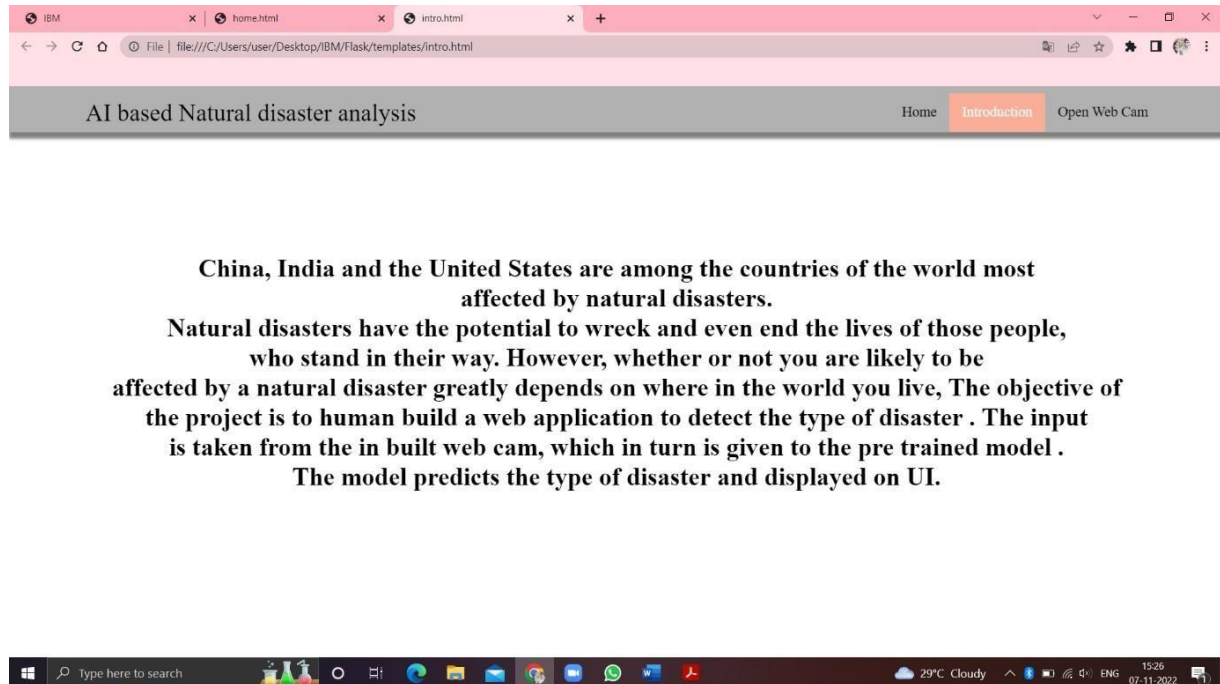 IBM
home.html
intro.html
File | file:///C:/Users/user/Desktop/IBM/Flask/templates/intro.html
AI based Natural disaster analysis
Home
Introduction
Open Web Cam
China, India and the United States are among the countries of the world most
affected by natural disasters.
Natural disasters have the potential to wreck and even end the lives of those people,
who stand in their way. However, whether or not you are likely to be
affected by a natural disaster greatly depends on where in the world you live, The objective of
the project is to human build a web application to detect the type of disaster . The input
is taken from the in built web cam, which in turn is given to the pre trained model .
The model predicts the type of disaster and displayed on UI.
Type here to search
29°C Cloudy
ENG
15:26
07-11-2022